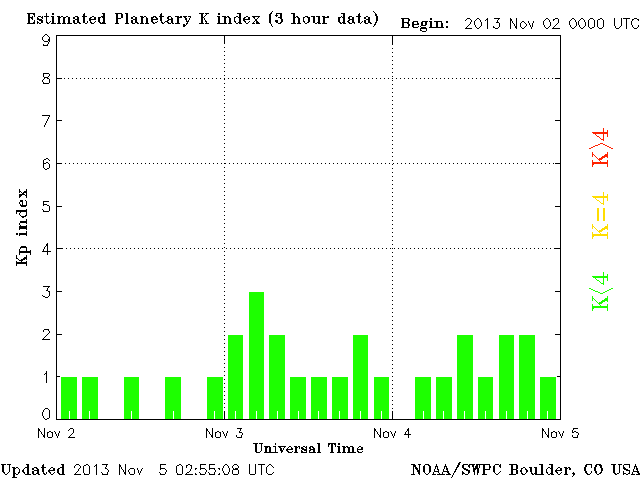 Estimated Planetary K index (3 hour data) Begin: 2013 Nov 02 0000 UTC
9
8
7
6
5
4
3
2
1
0
Kp index
K>4
K=4
K<4
Nov 2 Nov 3 Nov 4 Nov 5
Universal Time
Updated 2013 Nov 5 02:55:08 UTC NOAA/SWPC Boulder, CO USA